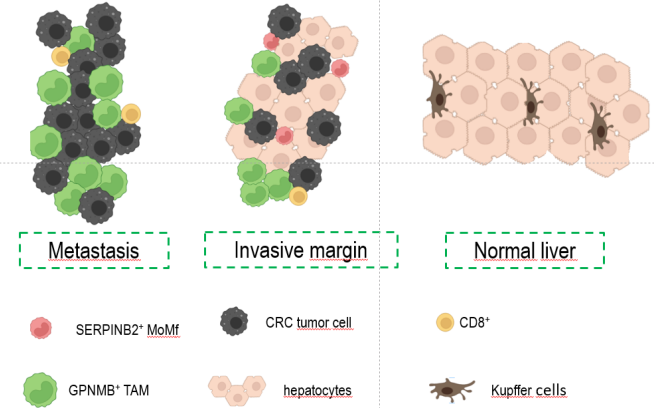 Metastasis
Invasive margin
Normal liver
SERPINB2⁺ MoMf
CRC tumor cell
CD8⁺
GPNMB⁺ TAM
hepatocytes
Kupffer cells